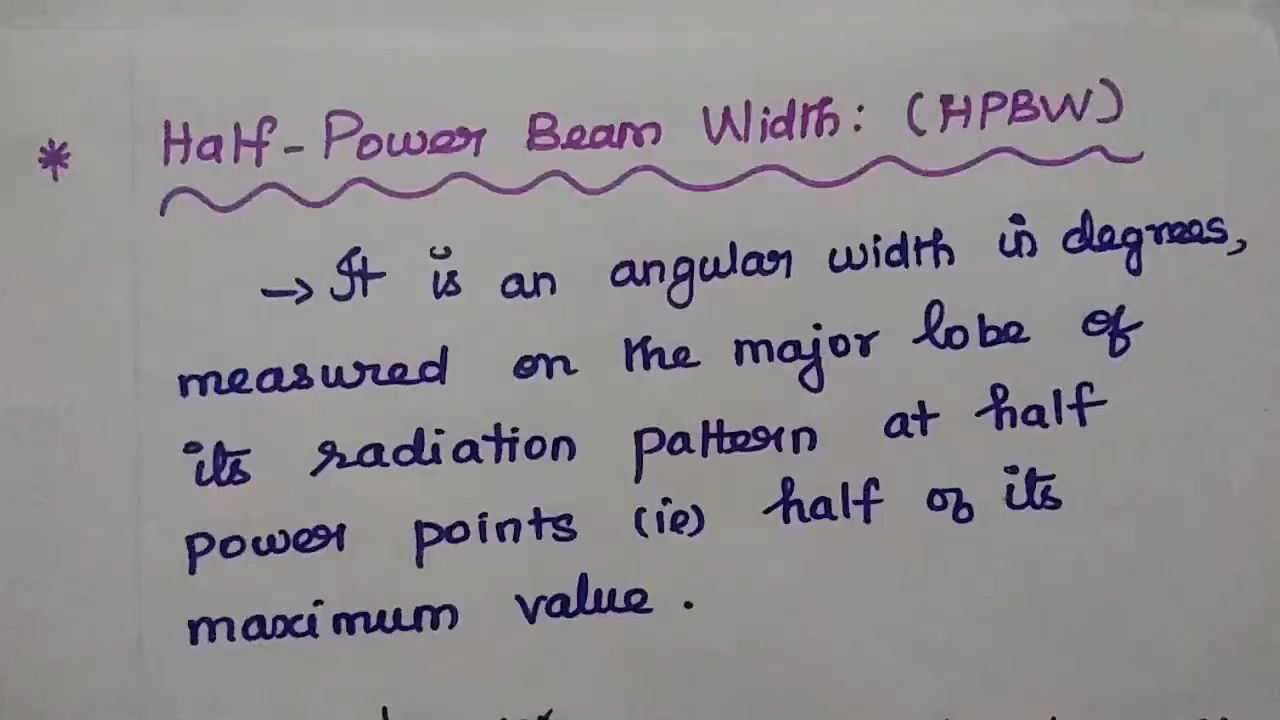 * Half-Power Beam Width: (HPBW)
→ It is an angular width in degrees,
measured on the major lobe of
its radiation pattern at half
power points (ie) half of its
maximum value.